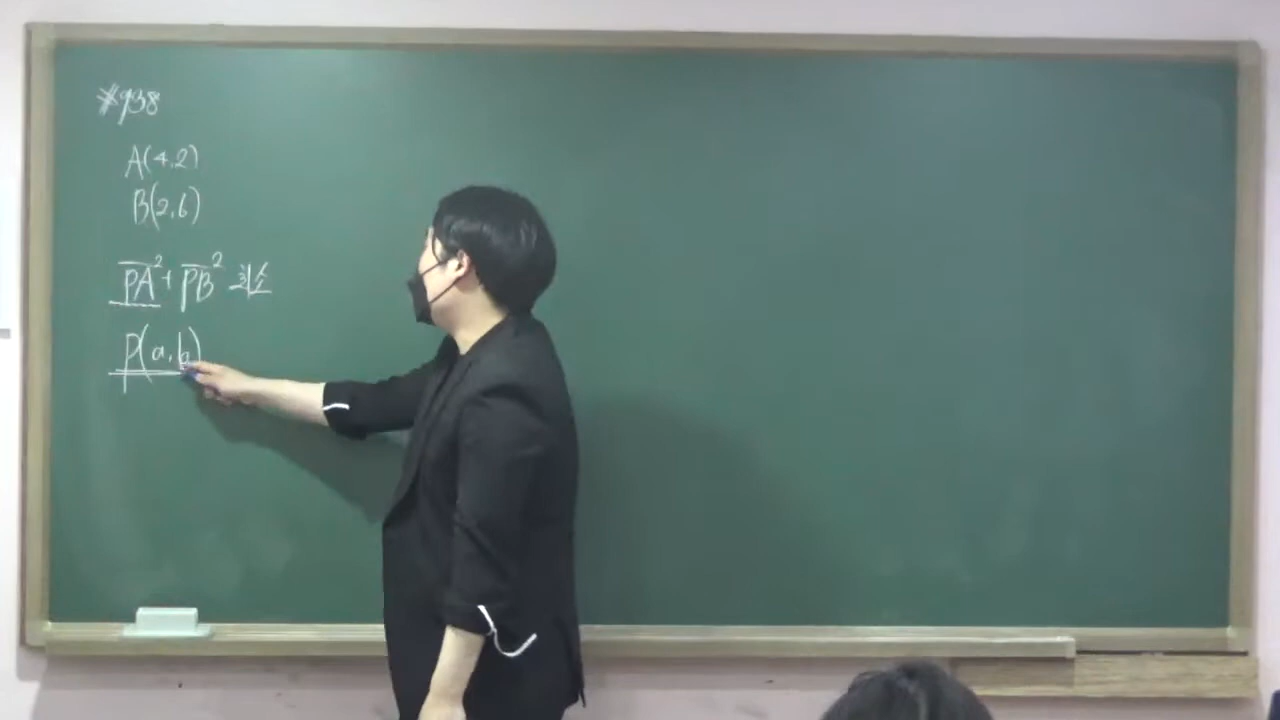 ※938
A(4,2)
B(2,6)
PA²+PB² 최소
P(a,b)